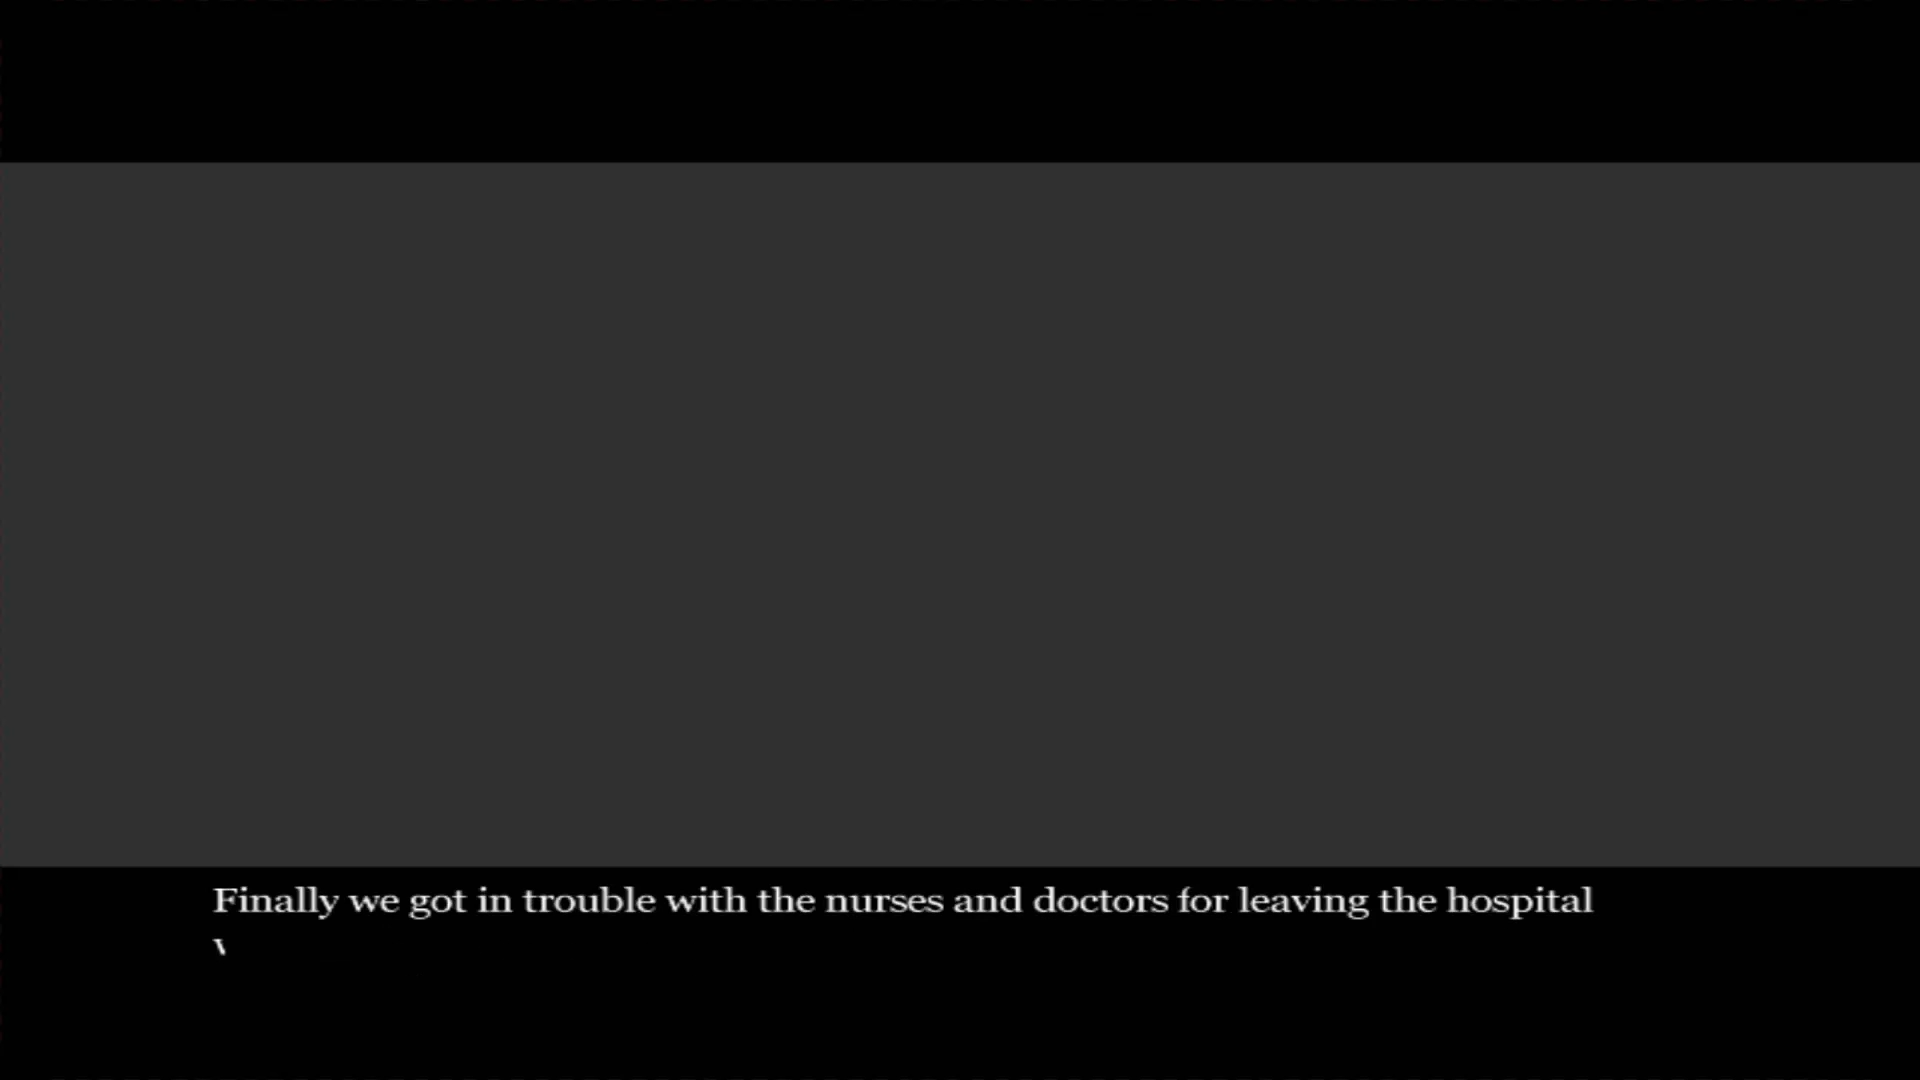 Finally we got in trouble with the nurses and doctors for leaving the hospital